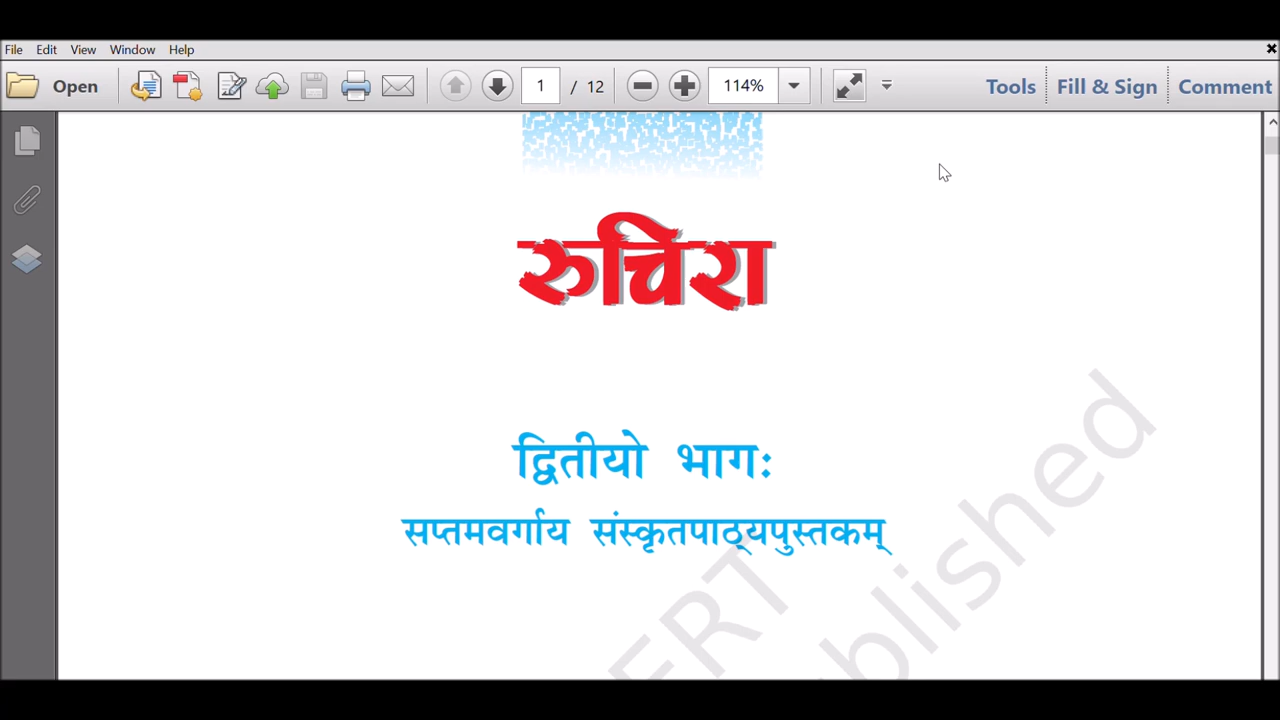 File Edit View Window Help
Open 1 / 12 114% Tools Fill & Sign Comment
रुचिरा
द्वितीयो भागः
सप्तमवर्गाय संस्कृतपाठ्यपुस्तकम्